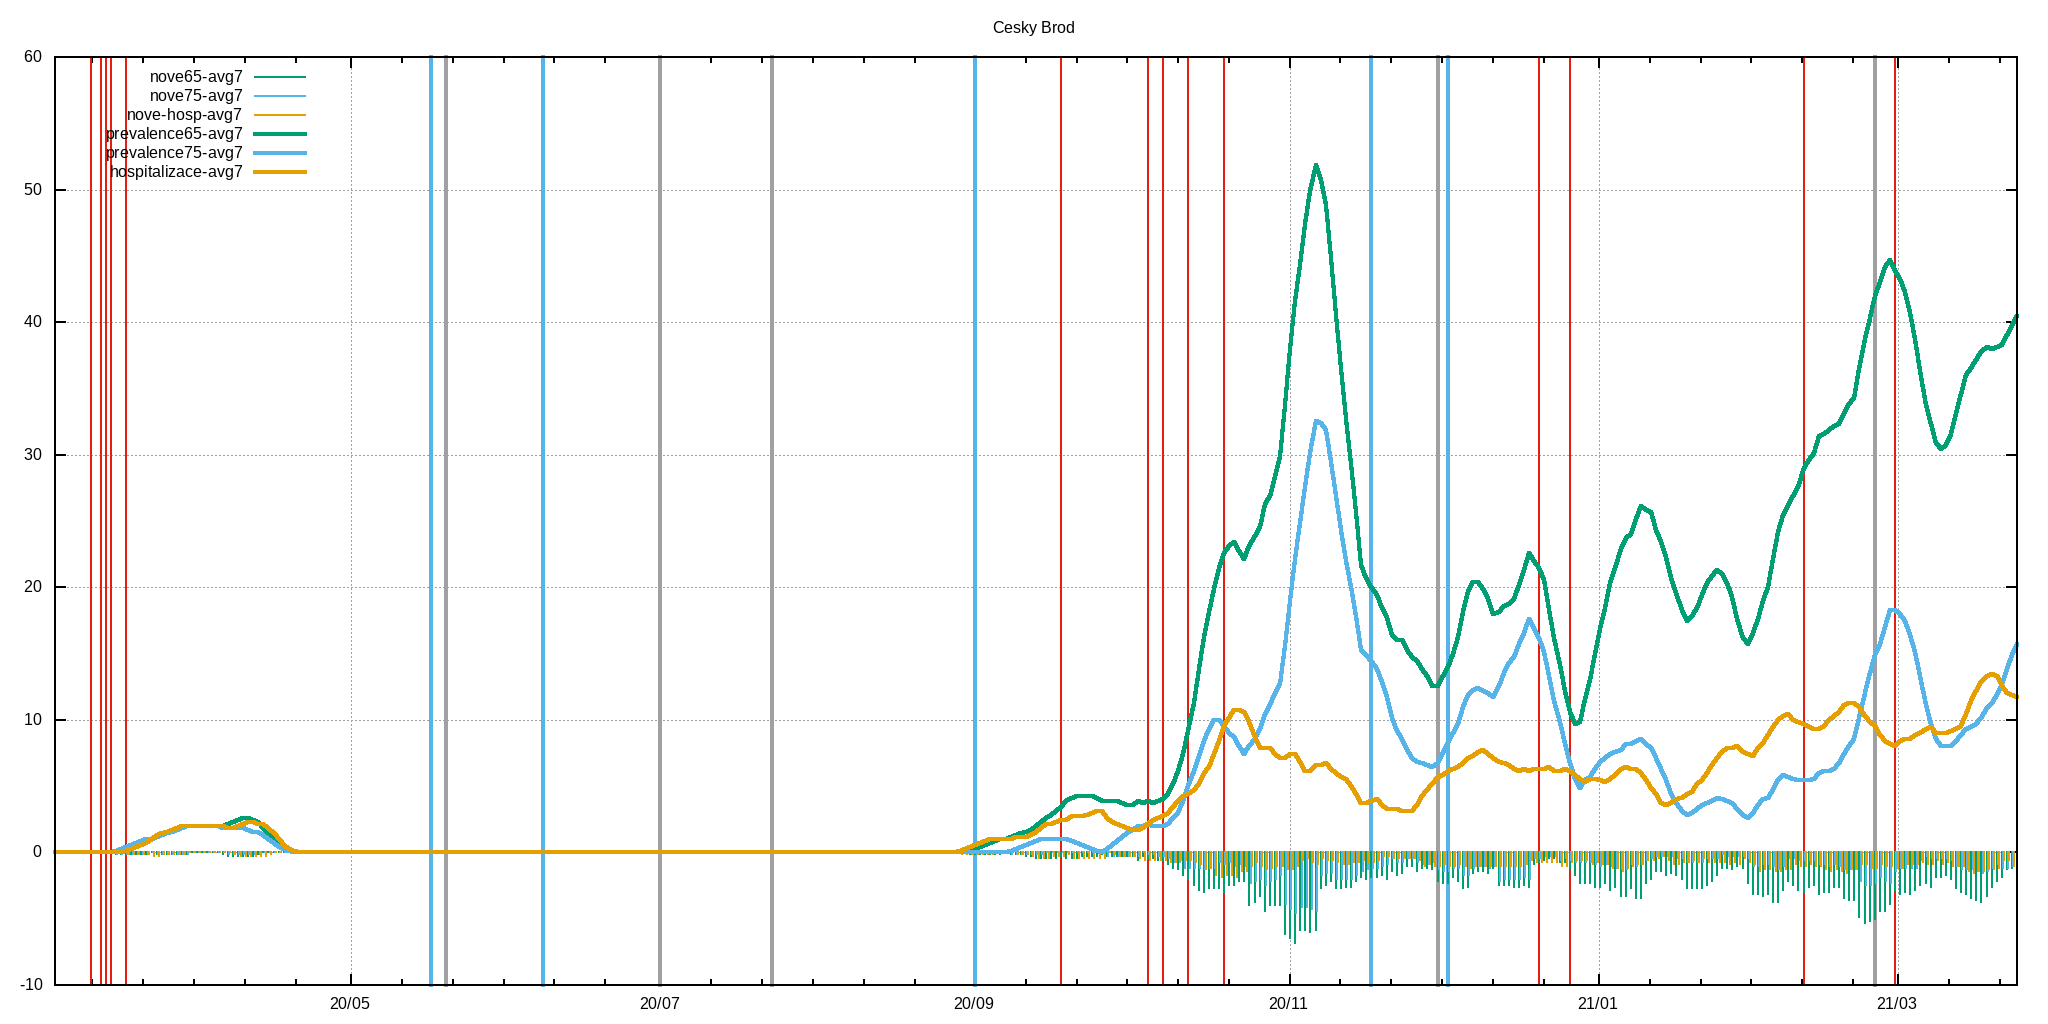 Cesky Brod
60
50
40
30
20
10
0
-10
nove65-avg7
nove75-avg7
nove-hosp-avg7
prevalence65-avg7
prevalence75-avg7
hospitalizace-avg7
20/05 20/07 20/09 20/11 21/01 21/03